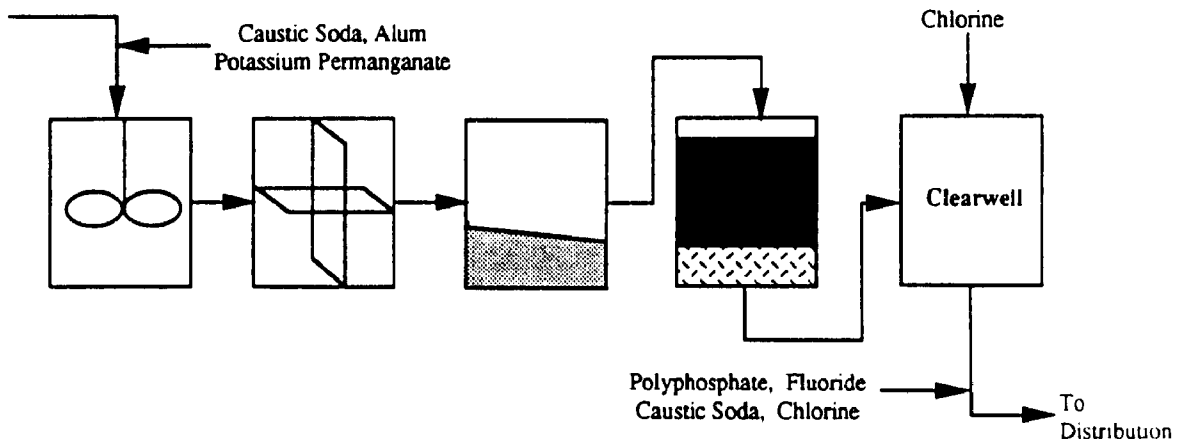 Caustic Soda, Alum
Potassium Permanganate
Chlorine
Clearwell
Polyphosphate, Fluoride
Caustic Soda, Chlorine
To
Distribution